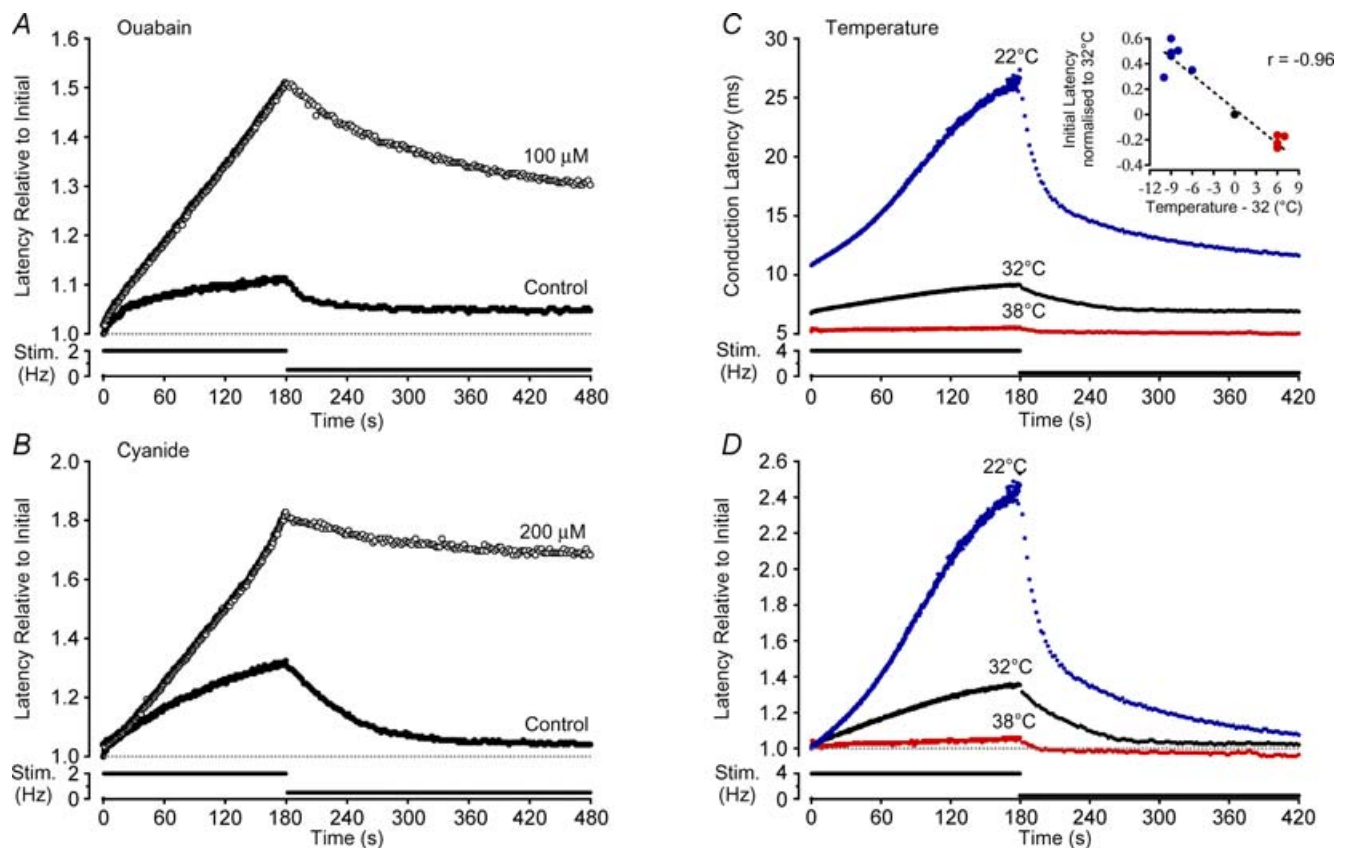 A
Ouabain
Latency Relative to Initial
1.6
1.5
1.4
1.3
1.2
1.1
1.0
100 µM
Control
Stim.
(Hz)
2
0
0 60 120 180 240 300 360 420 480
Time (s)
B
Cyanide
Latency Relative to Initial
2.0
1.8
1.6
1.4
1.2
1.0
200 µM
Control
Stim.
(Hz)
2
0
0 60 120 180 240 300 360 420 480
Time (s)
C
Temperature
Conduction Latency (ms)
30
25
20
15
10
5
22°C
32°C
38°C
Initial Latency
normalised to 32°C
0.6
0.4
0.2
0
-0.2
-0.4
r = -0.96
-12 -9 -6 -3 0 3 6 9
Temperature - 32 (°C)
Stim.
(Hz)
4
0
0 60 120 180 240 300 360 420
Time (s)
D
Latency Relative to Initial
2.6
2.4
2.2
2.0
1.8
1.6
1.4
1.2
1.0
22°C
32°C
38°C
Stim.
(Hz)
4
0
0 60 120 180 240 300 360 420
Time (s)